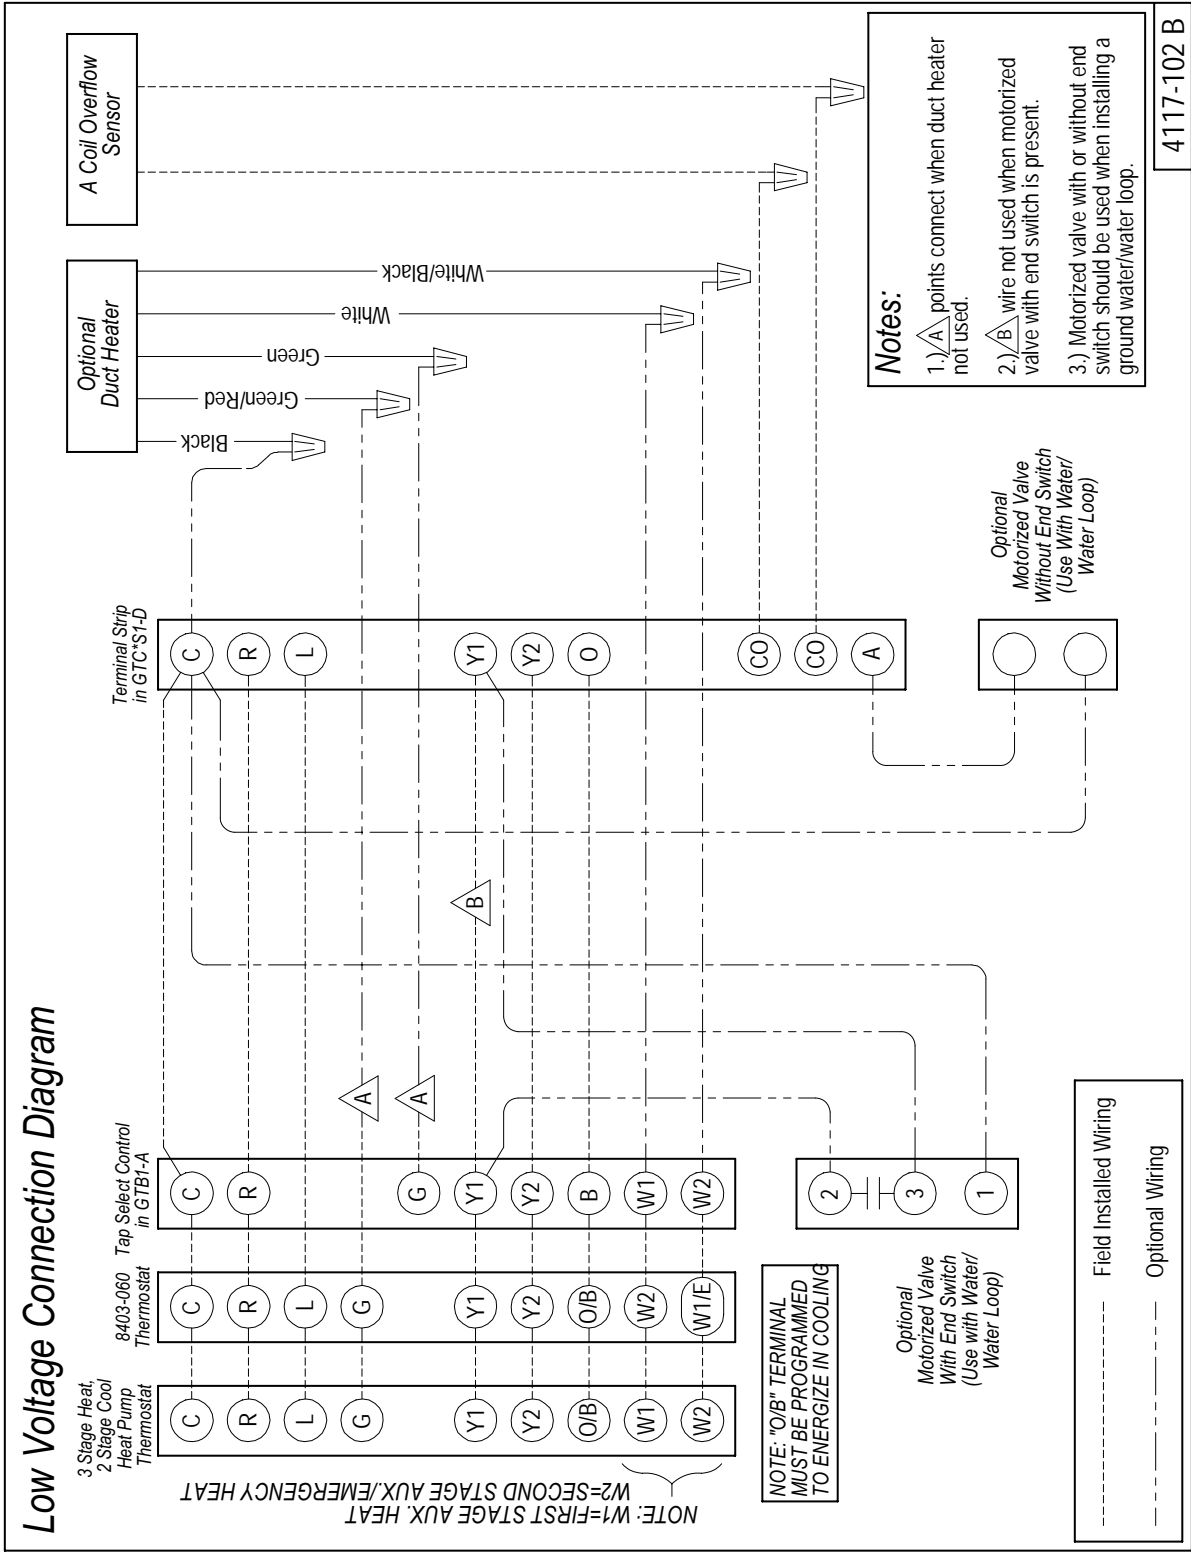 Low Voltage Connection Diagram
3 Stage Heat,
2 Stage Cool
Heat Pump
Thermostat
8403-060
Thermostat
Tap Select Control
in GTB1-A
Terminal Strip
in GTC*S1-D
Optional
Duct Heater
A Coil Overflow
Sensor
C
R
L
G
Y1
Y2
O/B
W1
W2
C
R
L
G
Y1
Y2
O/B
W2
W1/E
C
R
G
Y1
Y2
B
W1
W2
C
R
L
Y1
Y2
O
CO
CO
A
A
A
B
Black
Green/Red
Green
White
White/Black
NOTE: W1=FIRST STAGE AUX. HEAT
W2=SECOND STAGE AUX./EMERGENCY HEAT
NOTE: "O/B" TERMINAL
MUST BE PROGRAMMED
TO ENERGIZE IN COOLING
2
3
1
Optional
Motorized Valve
With End Switch
(Use with Water/
Water Loop)
Optional
Motorized Valve
Without End Switch
(Use With Water/
Water Loop)
Field Installed Wiring
Optional Wiring
Notes:
1.) A points connect when duct heater
not used.
2.) B wire not used when motorized
valve with end switch is present.
3.) Motorized valve with or without end
switch should be used when installing a
ground water/water loop.
4117-102 B